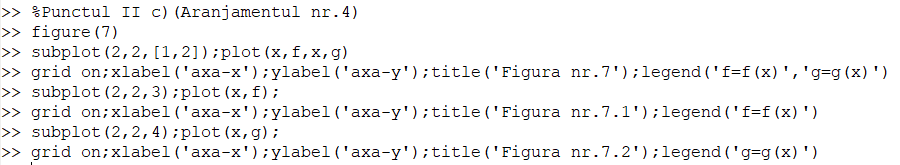 >> %Punctul II c)(Aranjamentul nr.4)
>> figure(7)
>> subplot(2,2,[1,2]);plot(x,f,x,g)
>> grid on;xlabel('axa-x');ylabel('axa-y');title('Figura nr.7');legend('f=f(x)','g=g(x)')
>> subplot(2,2,3);plot(x,f);
>> grid on;xlabel('axa-x');ylabel('axa-y');title('Figura nr.7.1');legend('f=f(x)')
>> subplot(2,2,4);plot(x,g);
>> grid on;xlabel('axa-x');ylabel('axa-y');title('Figura nr.7.2');legend('g=g(x)')